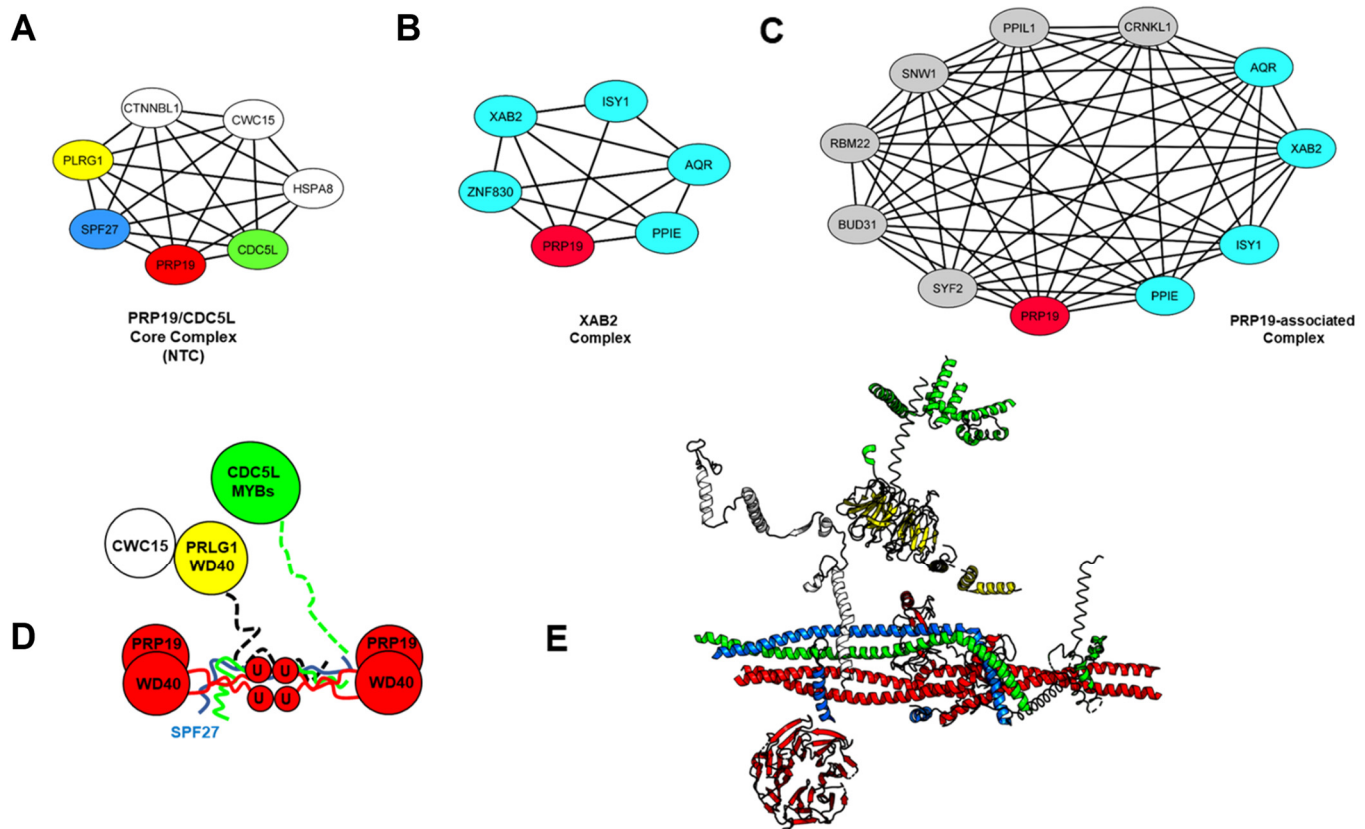 A
CTNNBL1
CWC15
PLRG1
HSPA8
SPF27
CDC5L
PRP19
PRP19/CDC5L
Core Complex
(NTC)
B
ISY1
XAB2
AQR
ZNF830
PPIE
PRP19
XAB2
Complex
C
PPIL1
CRNKL1
SNW1
AQR
RBM22
XAB2
BUD31
ISY1
SYF2
PPIE
PRP19
PRP19-associated
Complex
D
CDC5L
MYBs
CWC15
PRLG1
WD40
PRP19
WD40
U U
U U
PRP19
WD40
SPF27
E